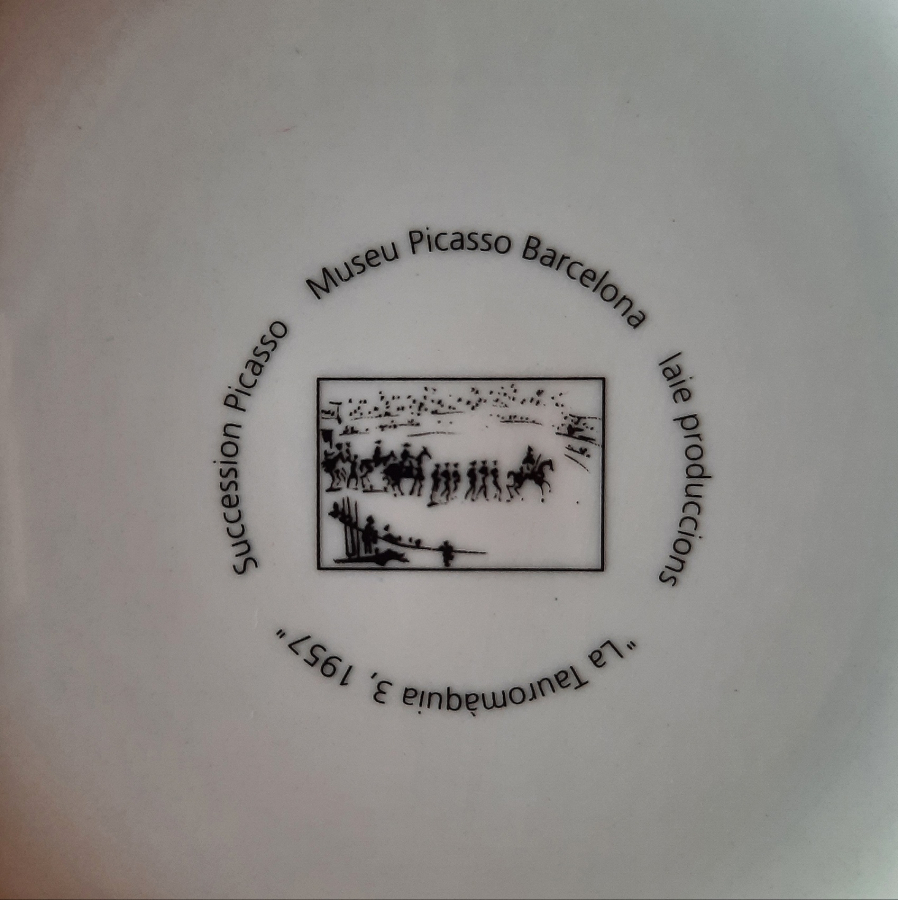 Museu Picasso Barcelona
laie produccions
"La Tauromàquia 3, 1957"
Succession Picasso